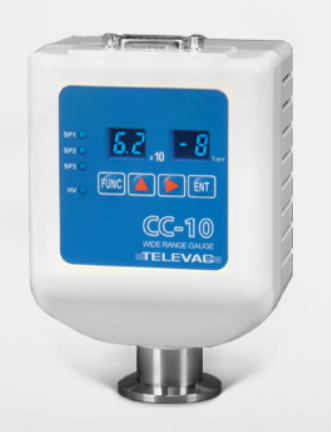 SP1
SP2
SP3
HV
6.2 x10 -8 Torr
FUNC ENT
CC-10
WIDE RANGE GAUGE
TELEVAC